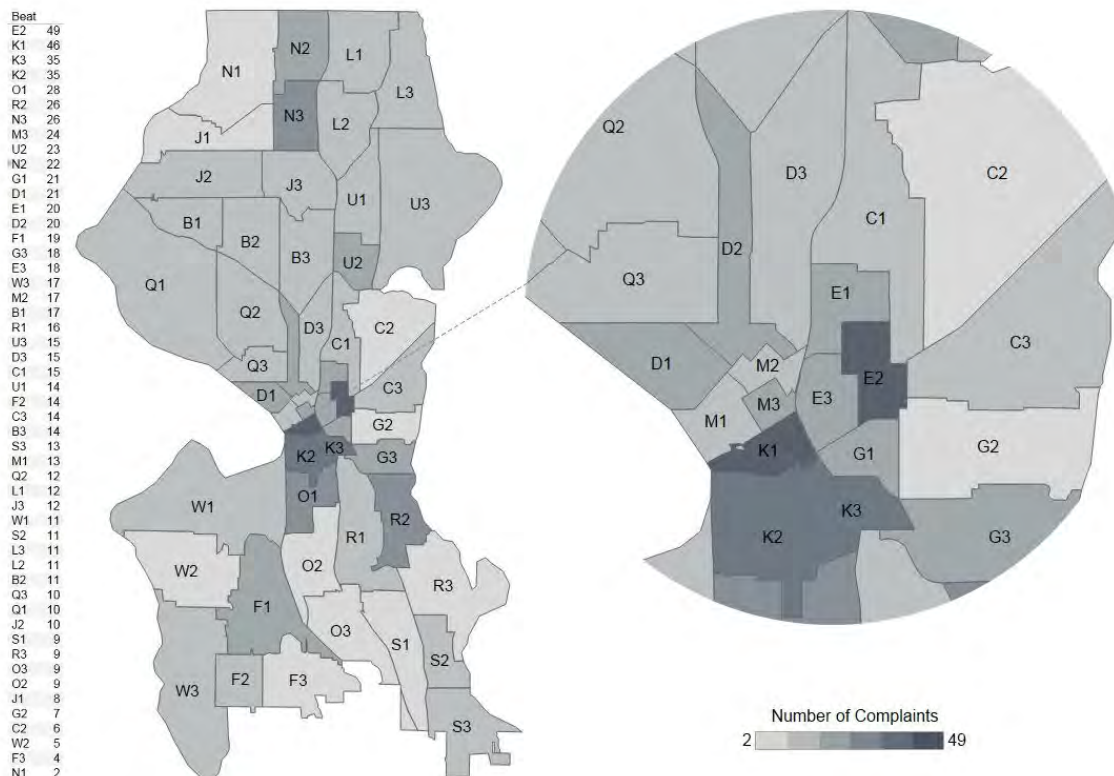 Beat
E2 49
K1 46
K3 35
K2 35
O1 28
R2 26
N3 26
M3 24
U2 23
N2 22
G1 21
D1 21
E1 20
D2 20
F1 19
G3 18
E3 18
W3 17
M2 17
B1 17
R1 16
U3 15
D3 15
C1 15
U1 14
F2 14
C3 14
B3 14
S3 13
M1 13
Q2 12
L1 12
J3 12
W1 11
S2 11
L3 11
L2 11
B2 11
Q3 10
Q1 10
J2 10
S1 9
R3 9
O3 9
O2 9
J1 8
G2 7
C2 6
W2 5
F3 4
N1 2
N2
L1
N1
L3
N3
L2
J1
J2
J3
U1
U3
B1
B2
B3
U2
Q1
Q2
D3
C2
C1
Q3
C3
D1
G2
K3
K2
G3
O1
W1
R2
R1
O2
W2
R3
F1
O3
S1
S2
F2
F3
W3
S3
Q2
C2
D3
C1
D2
Q3
E1
C3
D1
M2
E2
M3
E3
M1
G2
K1
G1
K3
K2
G3
Number of Complaints
2 49